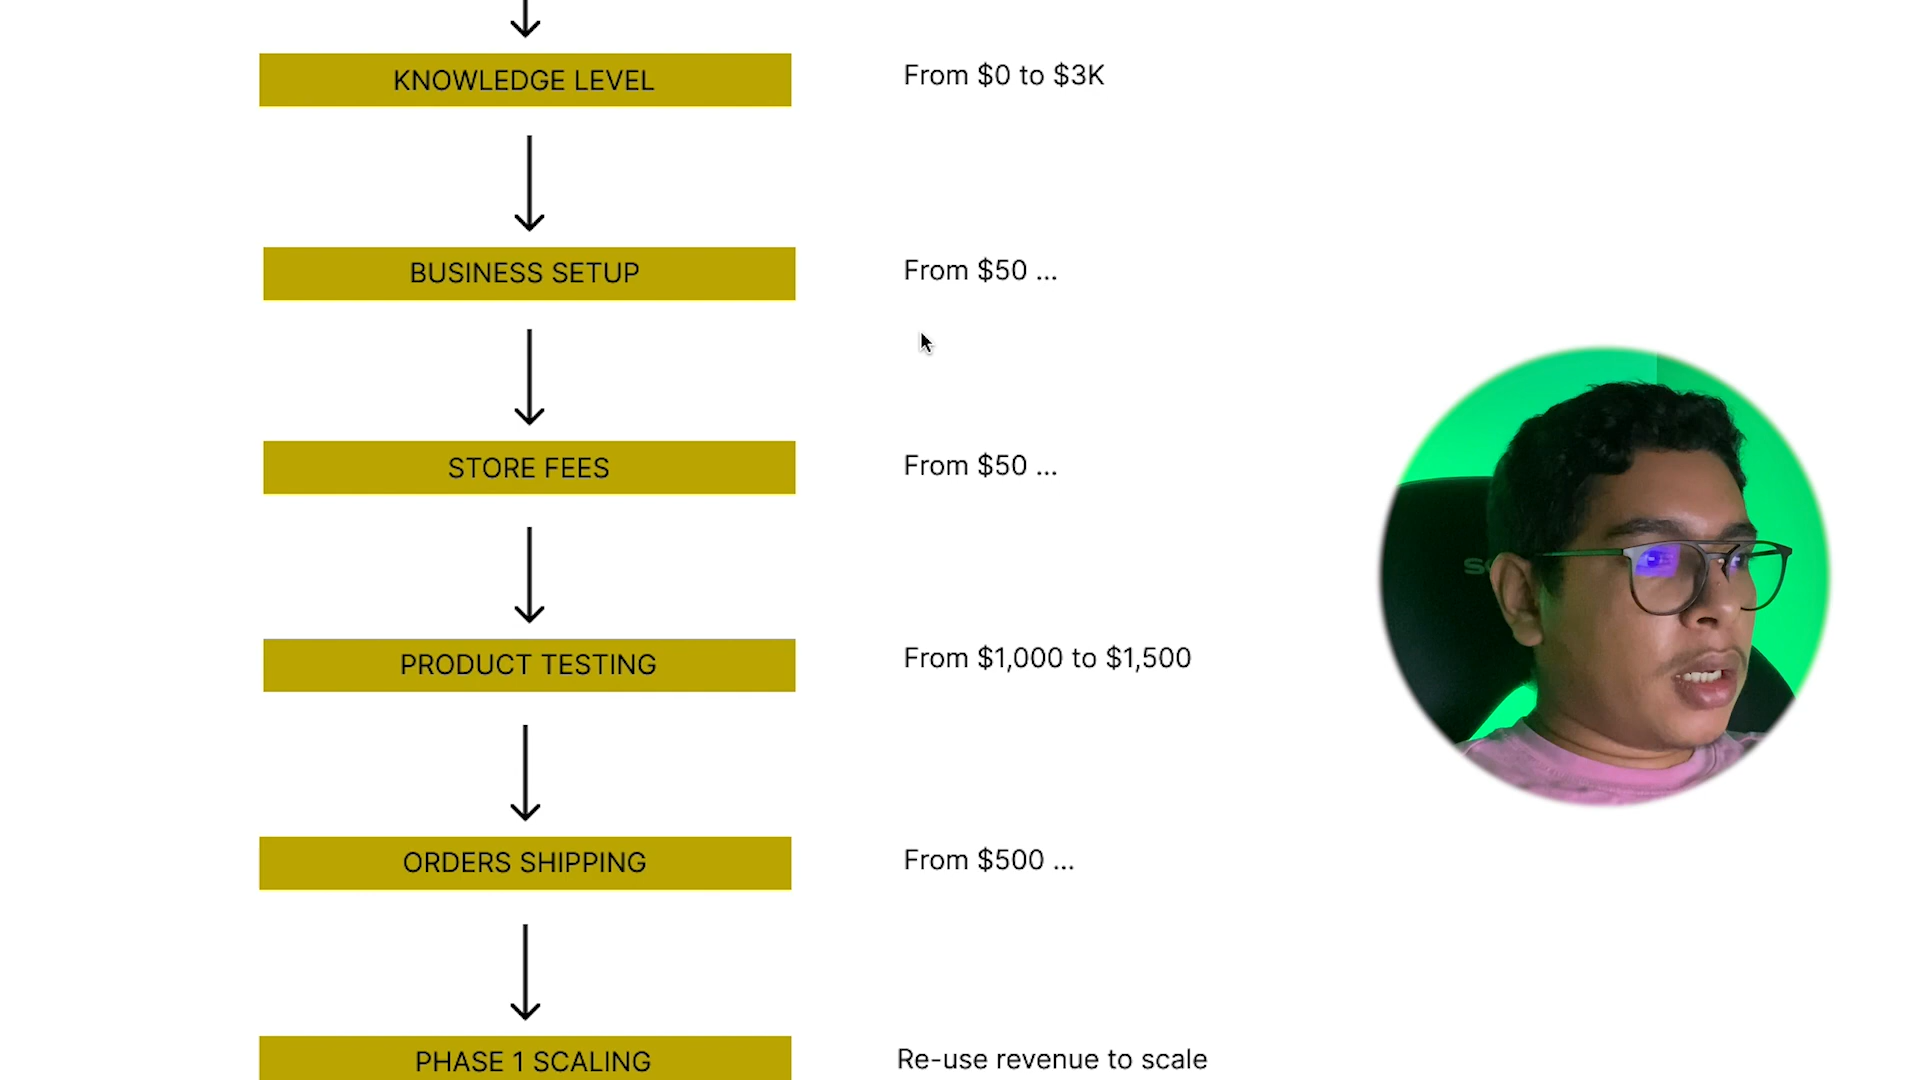 KNOWLEDGE LEVEL
From $0 to $3K
BUSINESS SETUP
From $50 ...
STORE FEES
From $50 ...
PRODUCT TESTING
From $1,000 to $1,500
ORDERS SHIPPING
From $500 ...
PHASE 1 SCALING
Re-use revenue to scale